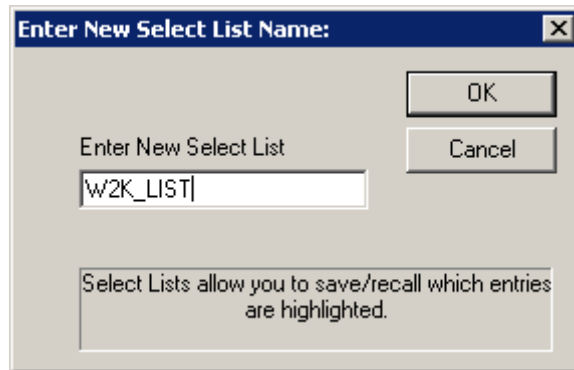 Enter New Select List Name:
OK
Enter New Select List
Cancel
W2K_LIST
Select Lists allow you to save/recall which entries
are highlighted.